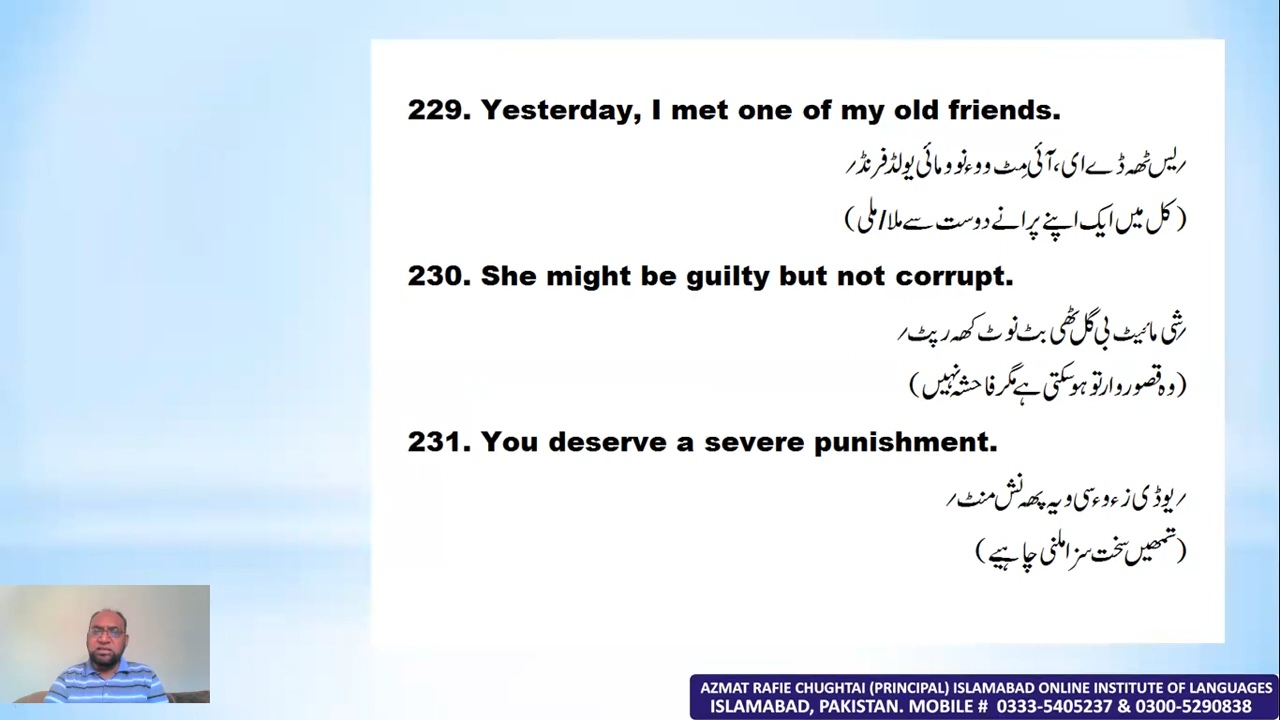 229. Yesterday, I met one of my old friends.
؍یس ٹھہ ڈے ای، آئی مِٹ ووءنو و مائی یولڈ فرنڈ؍
(کل میں ایک اپنے پرانے دوست سے ملا/ملی)
230. She might be guilty but not corrupt.
؍شی مائیٹ بی گل ٹھی بٹ نوٹ کھہ رپٹ؍
(وہ قصوروار تو ہو سکتی ہے مگر فاحشہ نہیں)
231. You deserve a severe punishment.
؍یو ڈی زءوء سی ویہ پھہ نش منٹ؍
(تمھیں سخت سزا ملنی چاہیے)
AZMAT RAFIE CHUGHTAI (PRINCIPAL) ISLAMABAD ONLINE INSTITUTE OF LANGUAGES
ISLAMABAD, PAKISTAN. MOBILE # 0333-5405237 & 0300-5290838